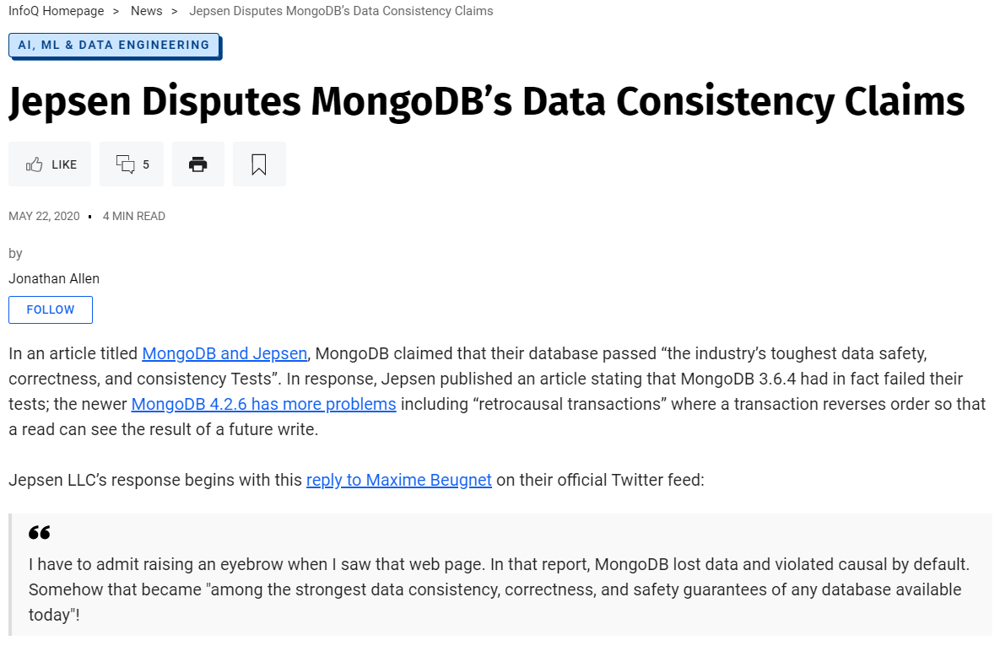 InfoQ Homepage > News > Jepsen Disputes MongoDB's Data Consistency Claims
AI, ML & DATA ENGINEERING
Jepsen Disputes MongoDB’s Data Consistency Claims
LIKE 5
MAY 22, 2020 ▪ 4 MIN READ
by
Jonathan Allen
FOLLOW
In an article titled MongoDB and Jepsen, MongoDB claimed that their database passed “the industry’s toughest data safety,
correctness, and consistency Tests”. In response, Jepsen published an article stating that MongoDB 3.6.4 had in fact failed their
tests; the newer MongoDB 4.2.6 has more problems including “retrocausal transactions” where a transaction reverses order so that
a read can see the result of a future write.
Jepsen LLC’s response begins with this reply to Maxime Beugnet on their official Twitter feed:
“
I have to admit raising an eyebrow when I saw that web page. In that report, MongoDB lost data and violated causal by default.
Somehow that became "among the strongest data consistency, correctness, and safety guarantees of any database available
today"!